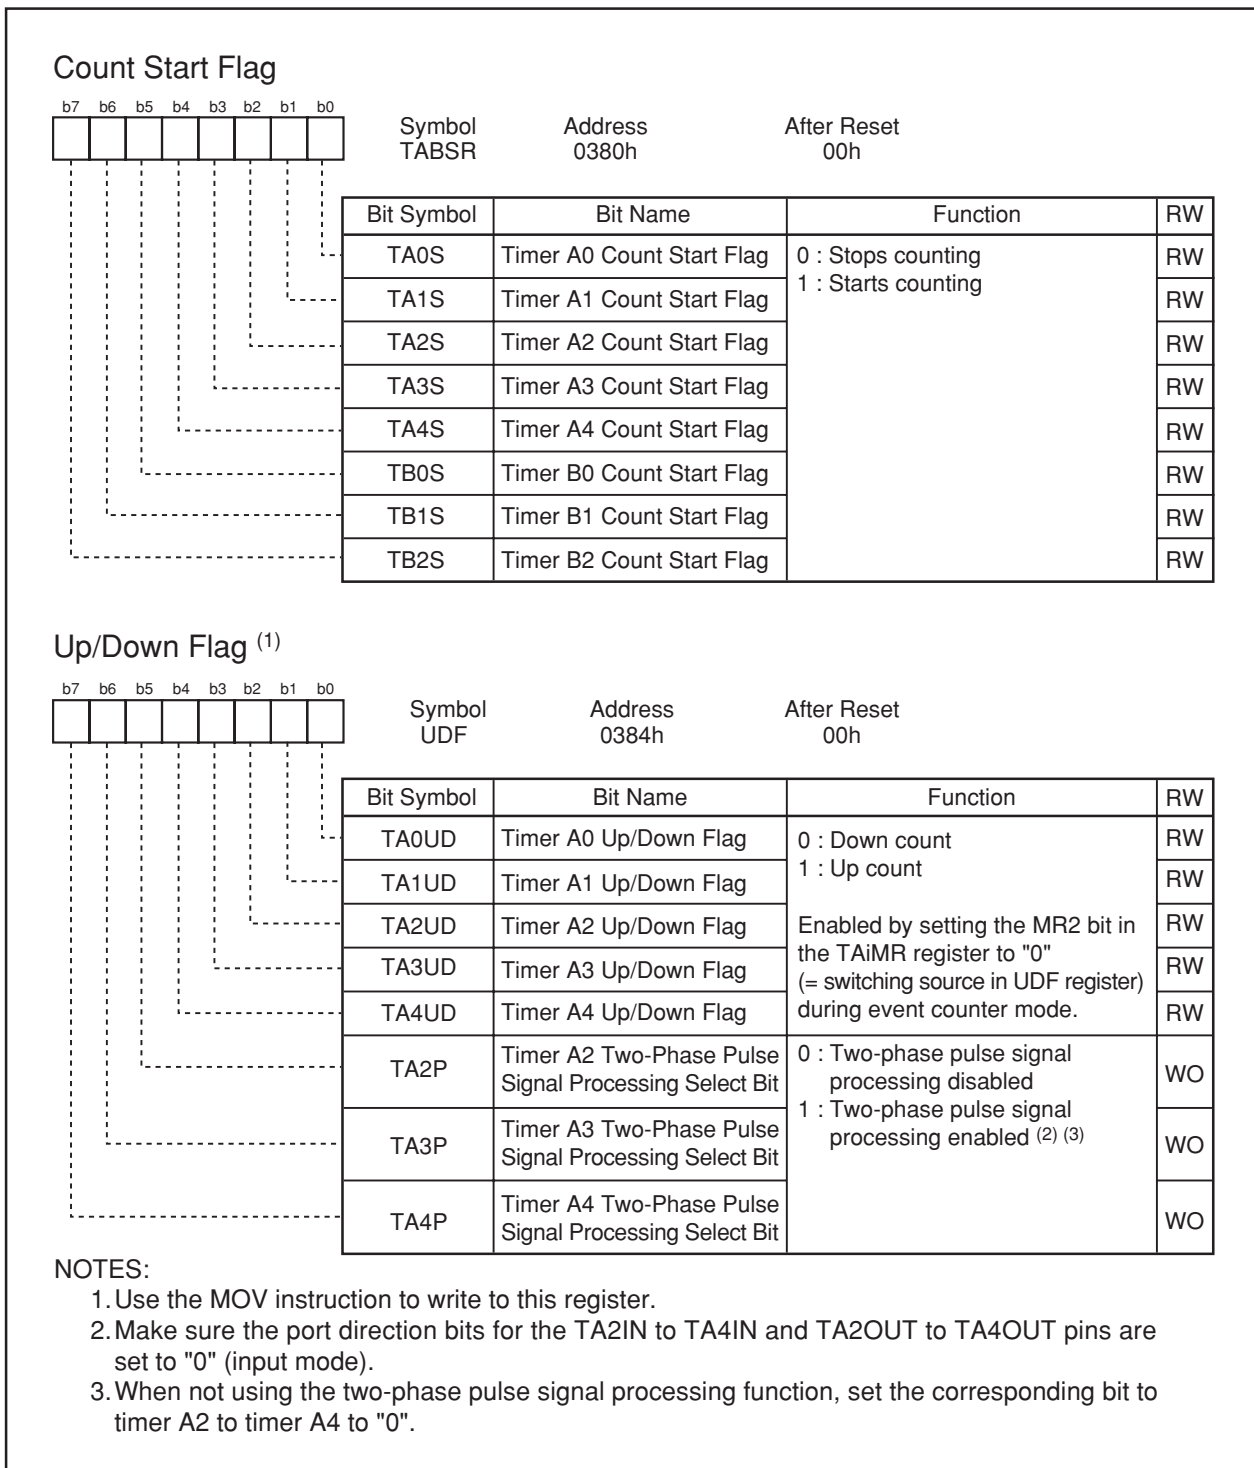 Count Start Flag
b7 b6 b5 b4 b3 b2 b1 b0
Symbol Address After Reset
TABSR 0380h 00h
Bit Symbol Bit Name Function RW
TA0S Timer A0 Count Start Flag 0 : Stops counting RW
1 : Starts counting
TA1S Timer A1 Count Start Flag RW
TA2S Timer A2 Count Start Flag RW
TA3S Timer A3 Count Start Flag RW
TA4S Timer A4 Count Start Flag RW
TB0S Timer B0 Count Start Flag RW
TB1S Timer B1 Count Start Flag RW
TB2S Timer B2 Count Start Flag RW
Up/Down Flag (1)
b7 b6 b5 b4 b3 b2 b1 b0
Symbol Address After Reset
UDF 0384h 00h
Bit Symbol Bit Name Function RW
TA0UD Timer A0 Up/Down Flag 0 : Down count RW
1 : Up count
TA1UD Timer A1 Up/Down Flag RW
TA2UD Timer A2 Up/Down Flag Enabled by setting the MR2 bit in RW
the TAiMR register to "0"
TA3UD Timer A3 Up/Down Flag (= switching source in UDF register) RW
TA4UD Timer A4 Up/Down Flag during event counter mode. RW
Timer A2 Two-Phase Pulse 0 : Two-phase pulse signal
TA2P Signal Processing Select Bit processing disabled WO
1 : Two-phase pulse signal
Timer A3 Two-Phase Pulse processing enabled (2) (3)
TA3P Signal Processing Select Bit WO
Timer A4 Two-Phase Pulse
TA4P Signal Processing Select Bit WO
NOTES:
1. Use the MOV instruction to write to this register.
2. Make sure the port direction bits for the TA2IN to TA4IN and TA2OUT to TA4OUT pins are
set to "0" (input mode).
3. When not using the two-phase pulse signal processing function, set the corresponding bit to
timer A2 to timer A4 to "0".